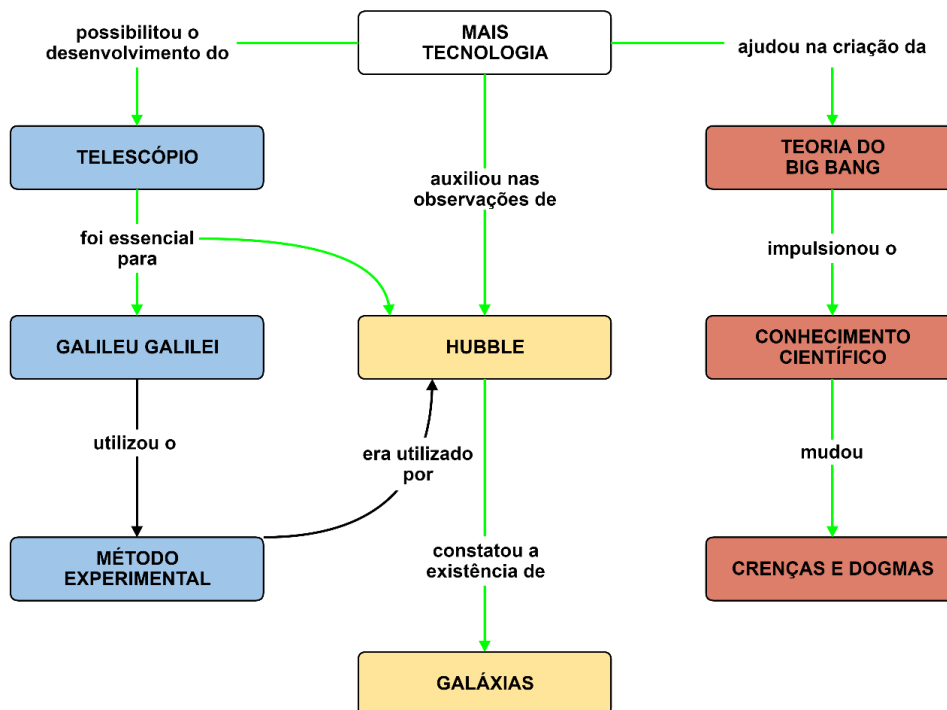 possibilitou o
desenvolvimento do
MAIS
TECNOLOGIA
ajudou na criação da
TELESCÓPIO
auxiliou nas
observações de
TEORIA DO
BIG BANG
foi essencial
para
impulsionou o
GALILEU GALILEI
HUBBLE
CONHECIMENTO
CIENTÍFICO
utilizou o
era utilizado
por
mudou
MÉTODO
EXPERIMENTAL
constatou a
existência de
CRENÇAS E DOGMAS
GALÁXIAS